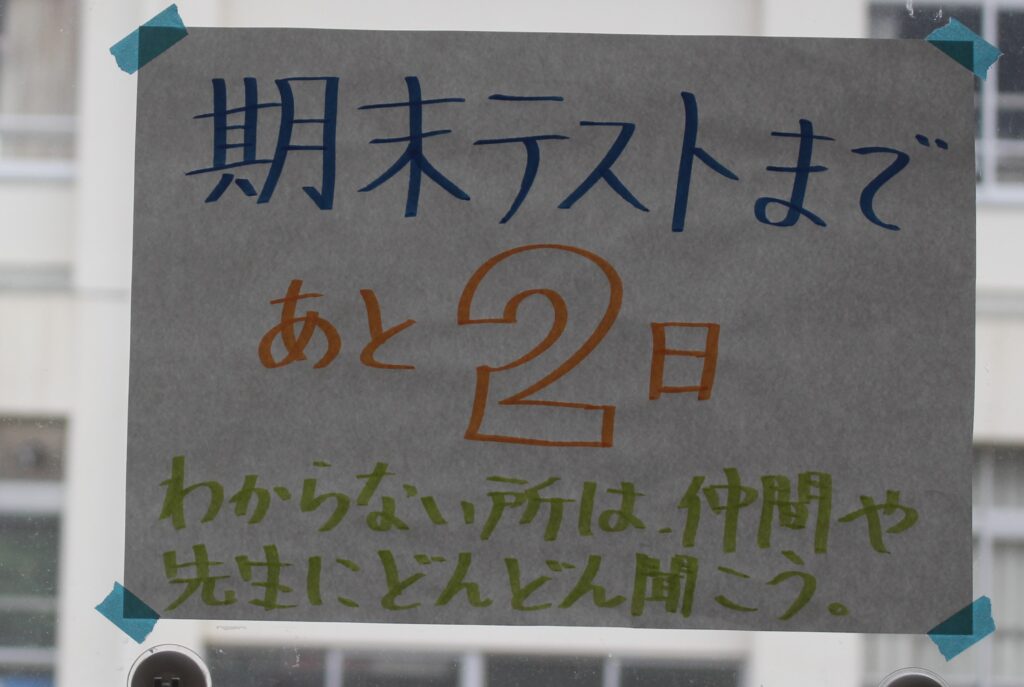 期末テストまで
あと2日
わからない所は、仲間や
先生にどんどん聞こう。